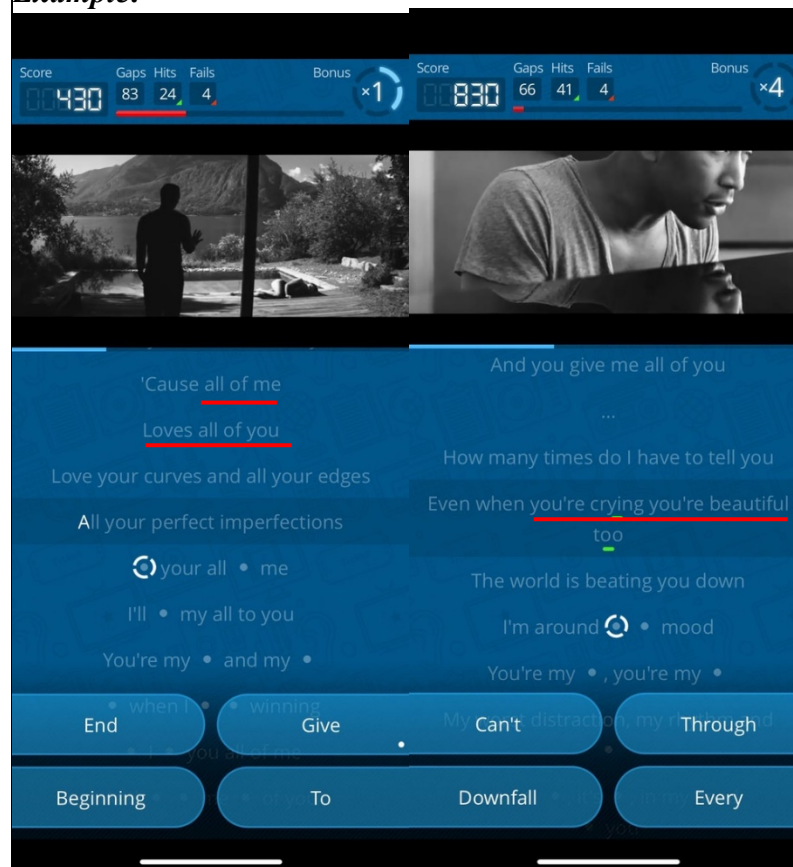 Example:
Score Gaps Hits Fails Bonus
430 83 24 4 ×1
'Cause all of me
Loves all of you
Love your curves and all your edges
All your perfect imperfections
your all • me
I'll • my all to you
You're my • and my •
• when I • • winning
• I • you all of me
End Give
Beginning To
Score Gaps Hits Fails Bonus
830 66 41 4 ×4
And you give me all of you
...
How many times do I have to tell you
Even when you're crying you're beautiful
too
The world is beating you down
I'm around • mood
You're my • , you're my •
Can't Through
Downfall Every